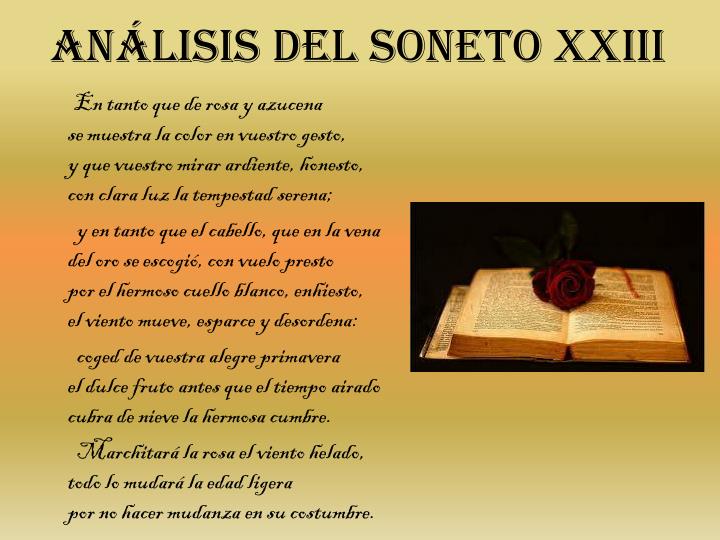 ANÁLISIS DEL SONETO XXIII
En tanto que de rosa y azucena
se muestra la color en vuestro gesto,
y que vuestro mirar ardiente, honesto,
con clara luz la tempestad serena;
y en tanto que el cabello, que en la vena
del oro se escogió, con vuelo presto
por el hermoso cuello blanco, enhiesto,
el viento mueve, esparce y desordena:
coged de vuestra alegre primavera
el dulce fruto antes que el tiempo airado
cubra de nieve la hermosa cumbre.
Marchitará la rosa el viento helado,
todo lo mudará la edad ligera
por no hacer mudanza en su costumbre.